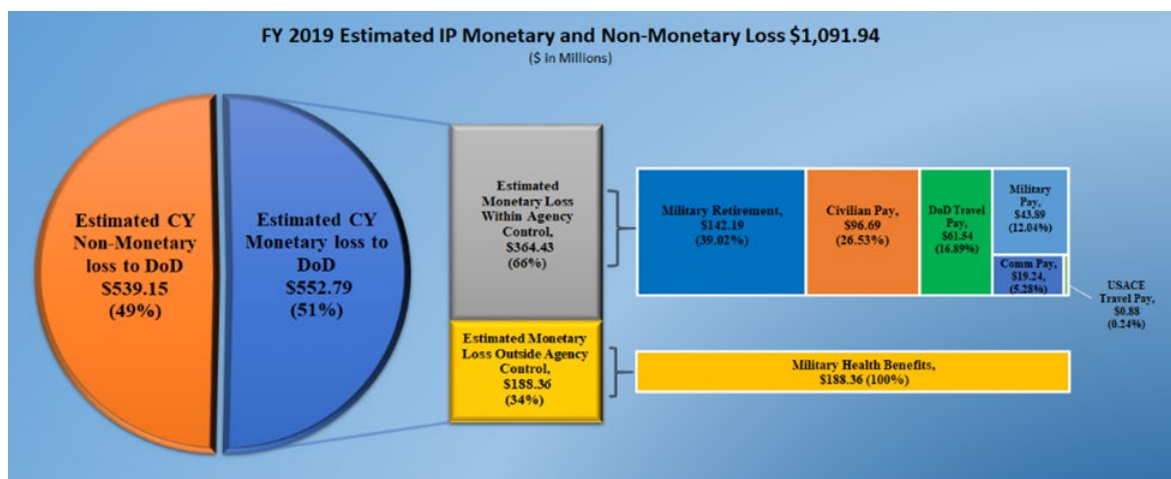 FY 2019 Estimated IP Monetary and Non-Monetary Loss $1,091.94
($ in Millions)
Estimated CY
Non-Monetary
loss to DoD
$539.15
(49%)
Estimated CY
Monetary loss to
DoD
$552.79
(51%)
Estimated
Monetary Loss
Within Agency
Control,
$364.43
(66%)
Estimated Monetary
Loss Outside Agency
Control,
$188.36
(34%)
Military Retirement,
$142.19
(39.02%)
Civilian Pay,
$96.69
(26.53%)
DoD Travel
Pay,
$61.54
(16.89%)
Military
Pay,
$43.89
(12.04%)
Comm Pay,
$19.24,
(5.28%)
USACE
Travel Pay,
$0.88
(0.24%)
Military Health Benefits,
$188.36 (100%)